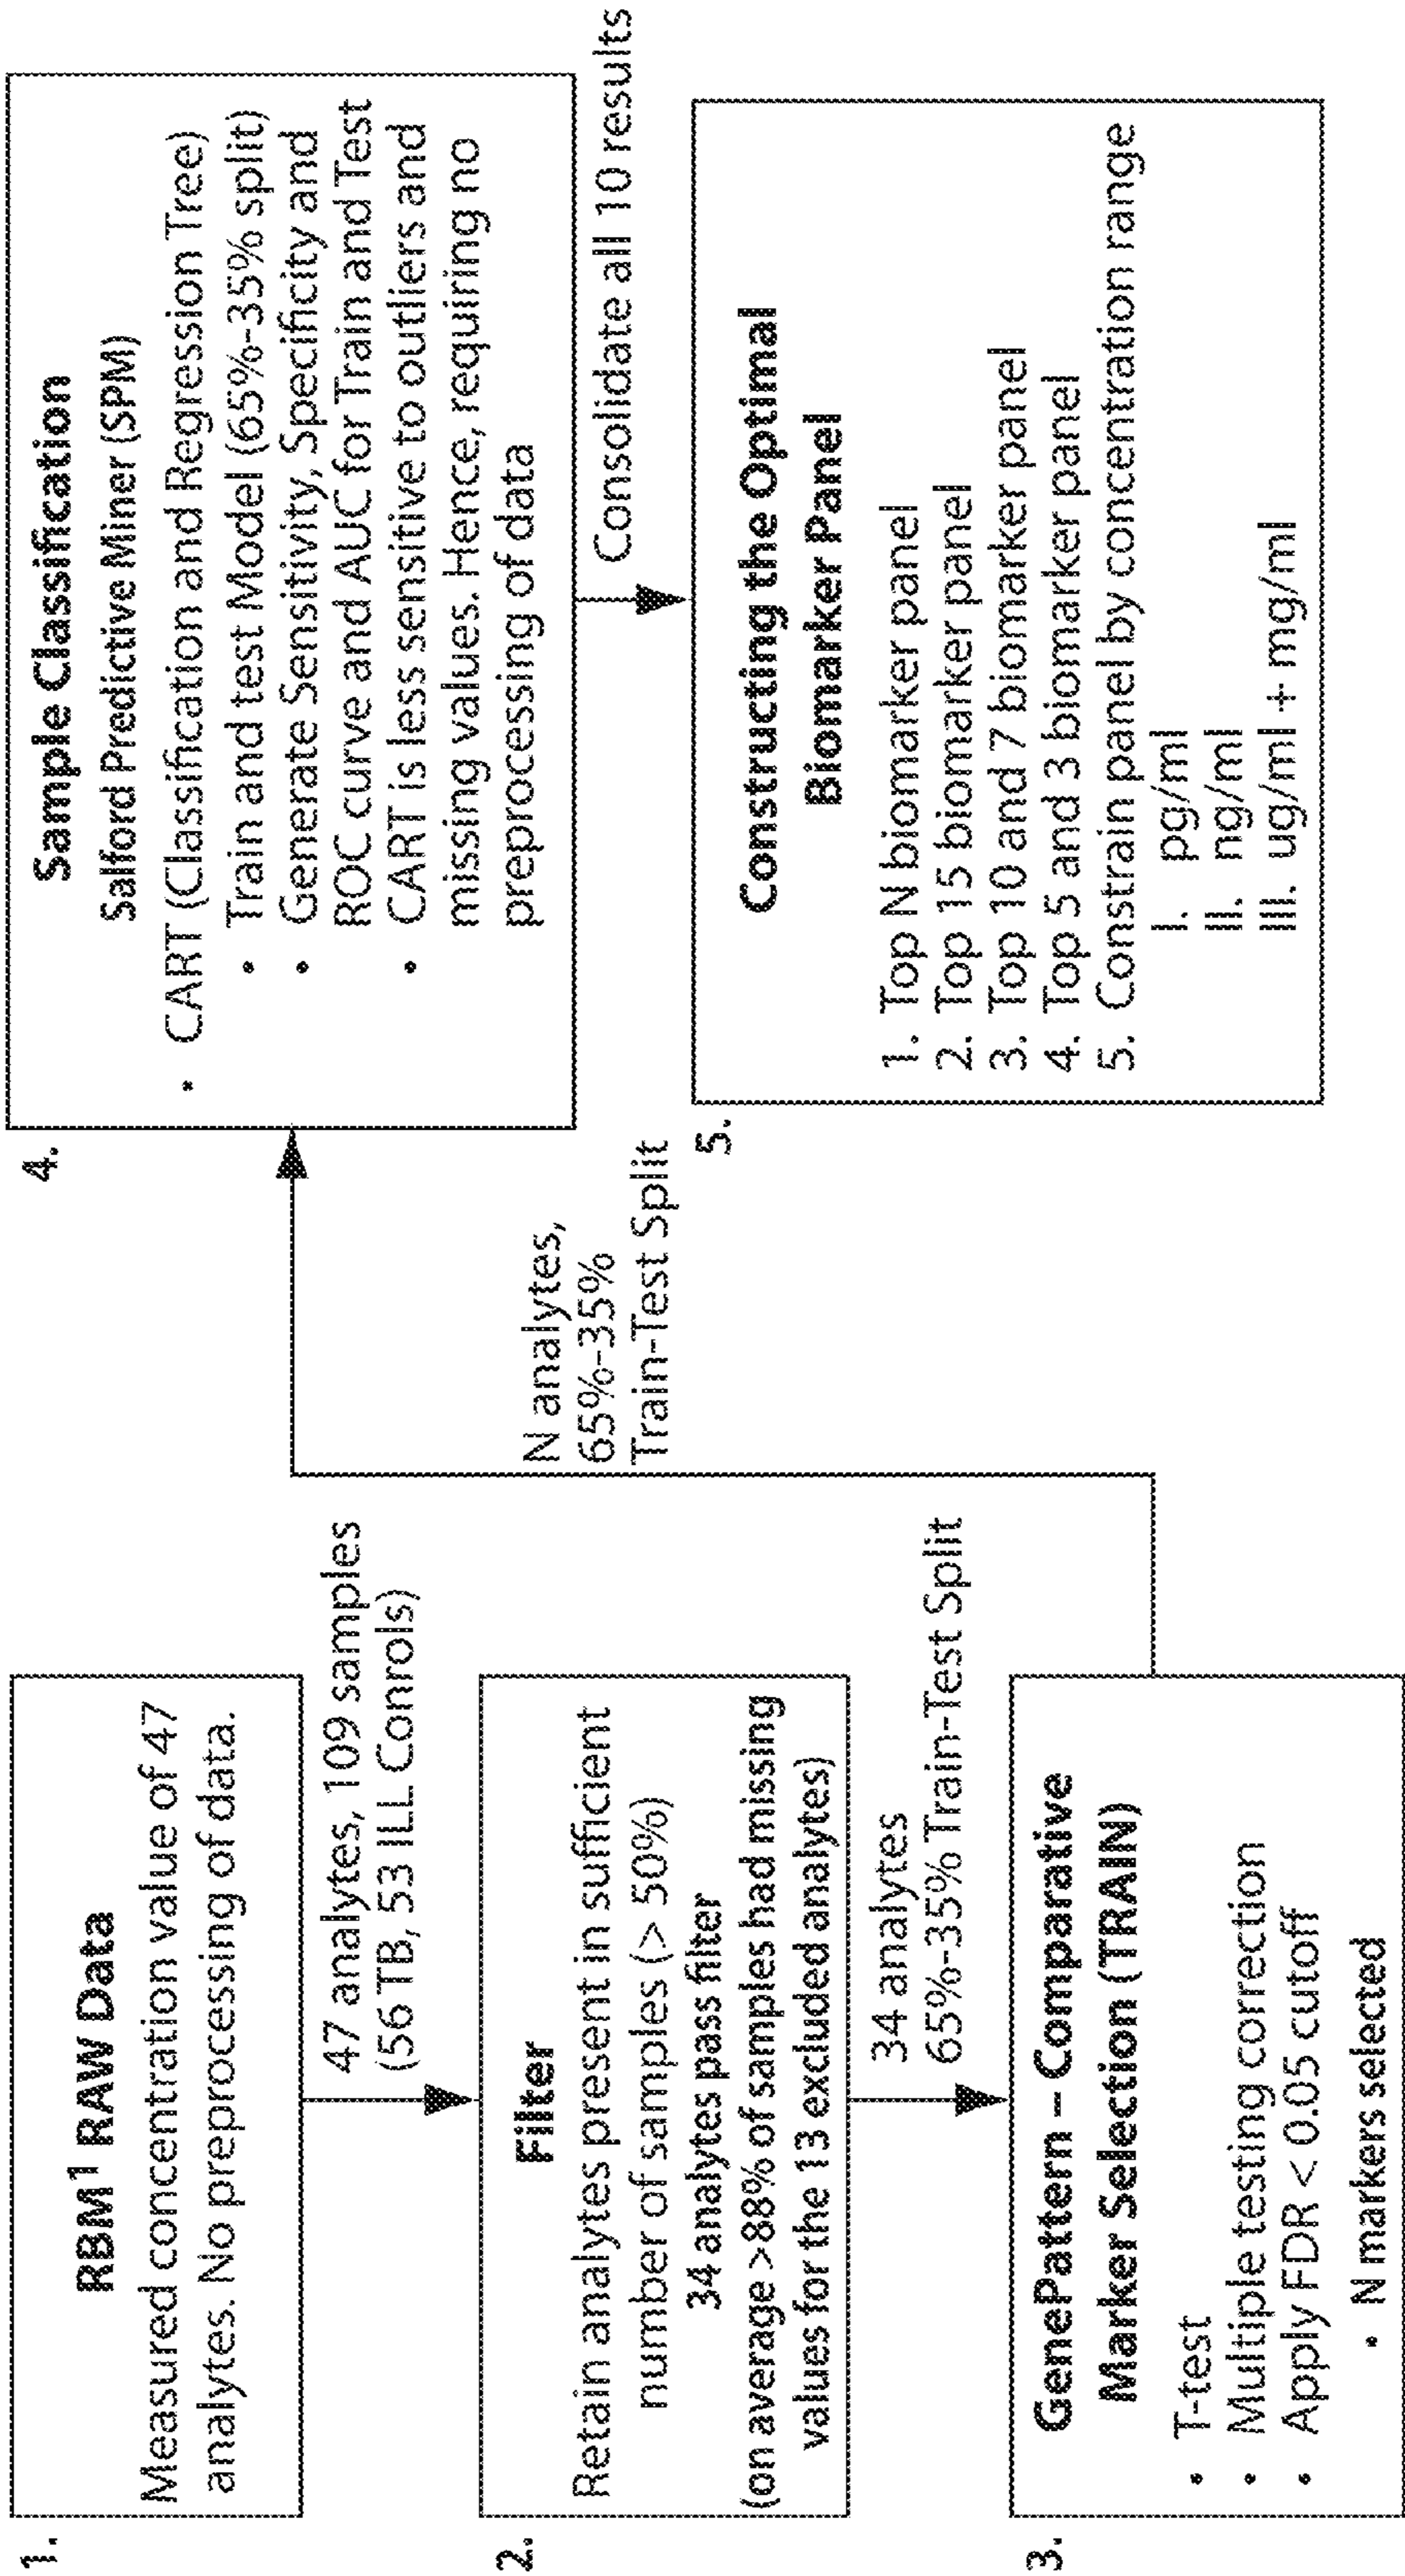 1.
RBM1 RAW Data
Measured concentration value of 47
analytes. No preprocessing of data.
47 analytes, 109 samples
(56 TB, 53 ILL Conrols)
2.
Filter
Retain analytes present in sufficient
number of samples (> 50%)
34 analytes pass filter
(on average >88% of samples had missing
values for the 13 excluded analytes)
34 analytes
65%-35% Train-Test Split
3.
GenePattern – Comparative
Marker Selection (TRAIN)
• T-test
• Multiple testing correction
• Apply FDR < 0.05 cutoff
• N markers selected
N analytes,
65%-35%
Train-Test Split
4.
Sample Classification
Salford Predictive Miner (SPM)
• CART (Classification and Regression Tree)
• Train and test Model (65%-35% split)
• Generate Sensitivity, Specificity and
ROC curve and AUC for Train and Test
• CART is less sensitive to outliers and
missing values. Hence, requiring no
preprocessing of data
Consolidate all 10 results
5.
Constructing the Optimal
Biomarker Panel
1. Top N biomarker panel
2. Top 15 biomarker panel
3. Top 10 and 7 biomarker panel
4. Top 5 and 3 biomarker panel
5. Constrain panel by concentration range
i. pg/ml
ii. ng/ml
iii. ug/ml + mg/ml